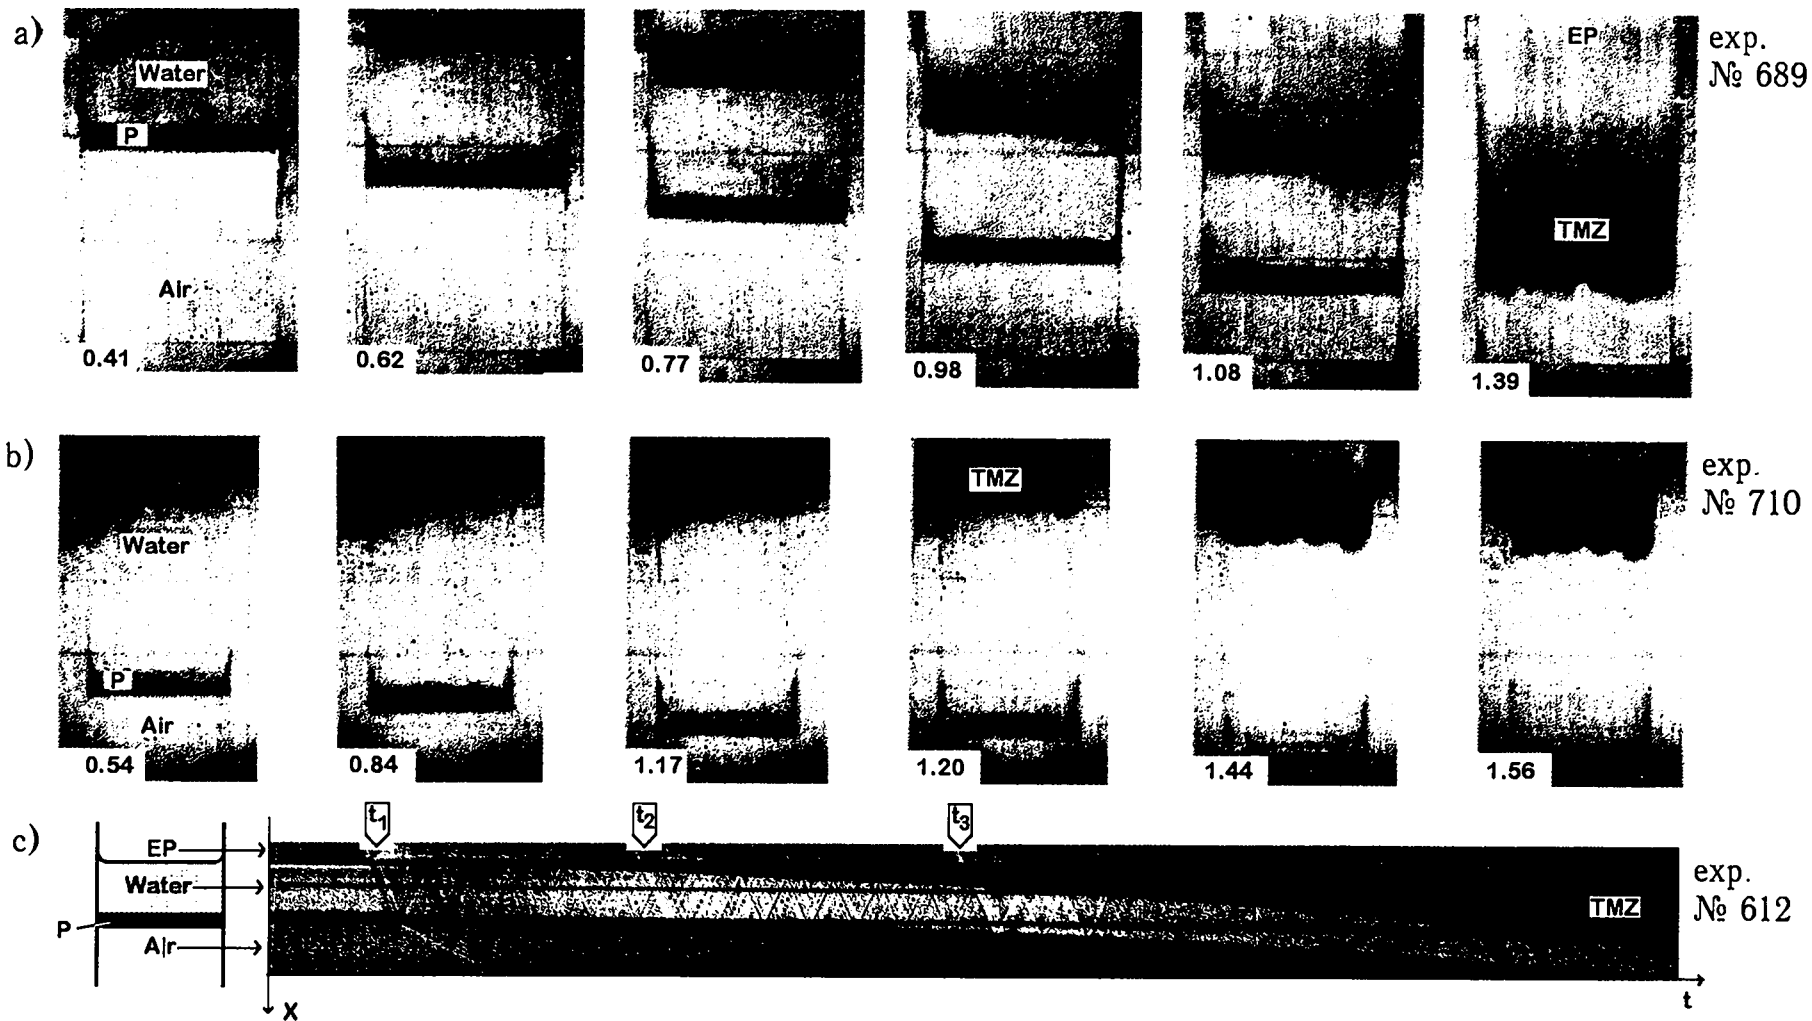 a)
Water
P
Air
0.41
0.62
0.77
0.98
1.08
EP
TMZ
1.39
exp.
№ 689
b)
Water
P
Air
0.54
0.84
1.17
TMZ
1.20
1.44
1.56
exp.
№ 710
c)
EP
Water
P
Air
X
t1
t2
t3
TMZ
t
exp.
№ 612